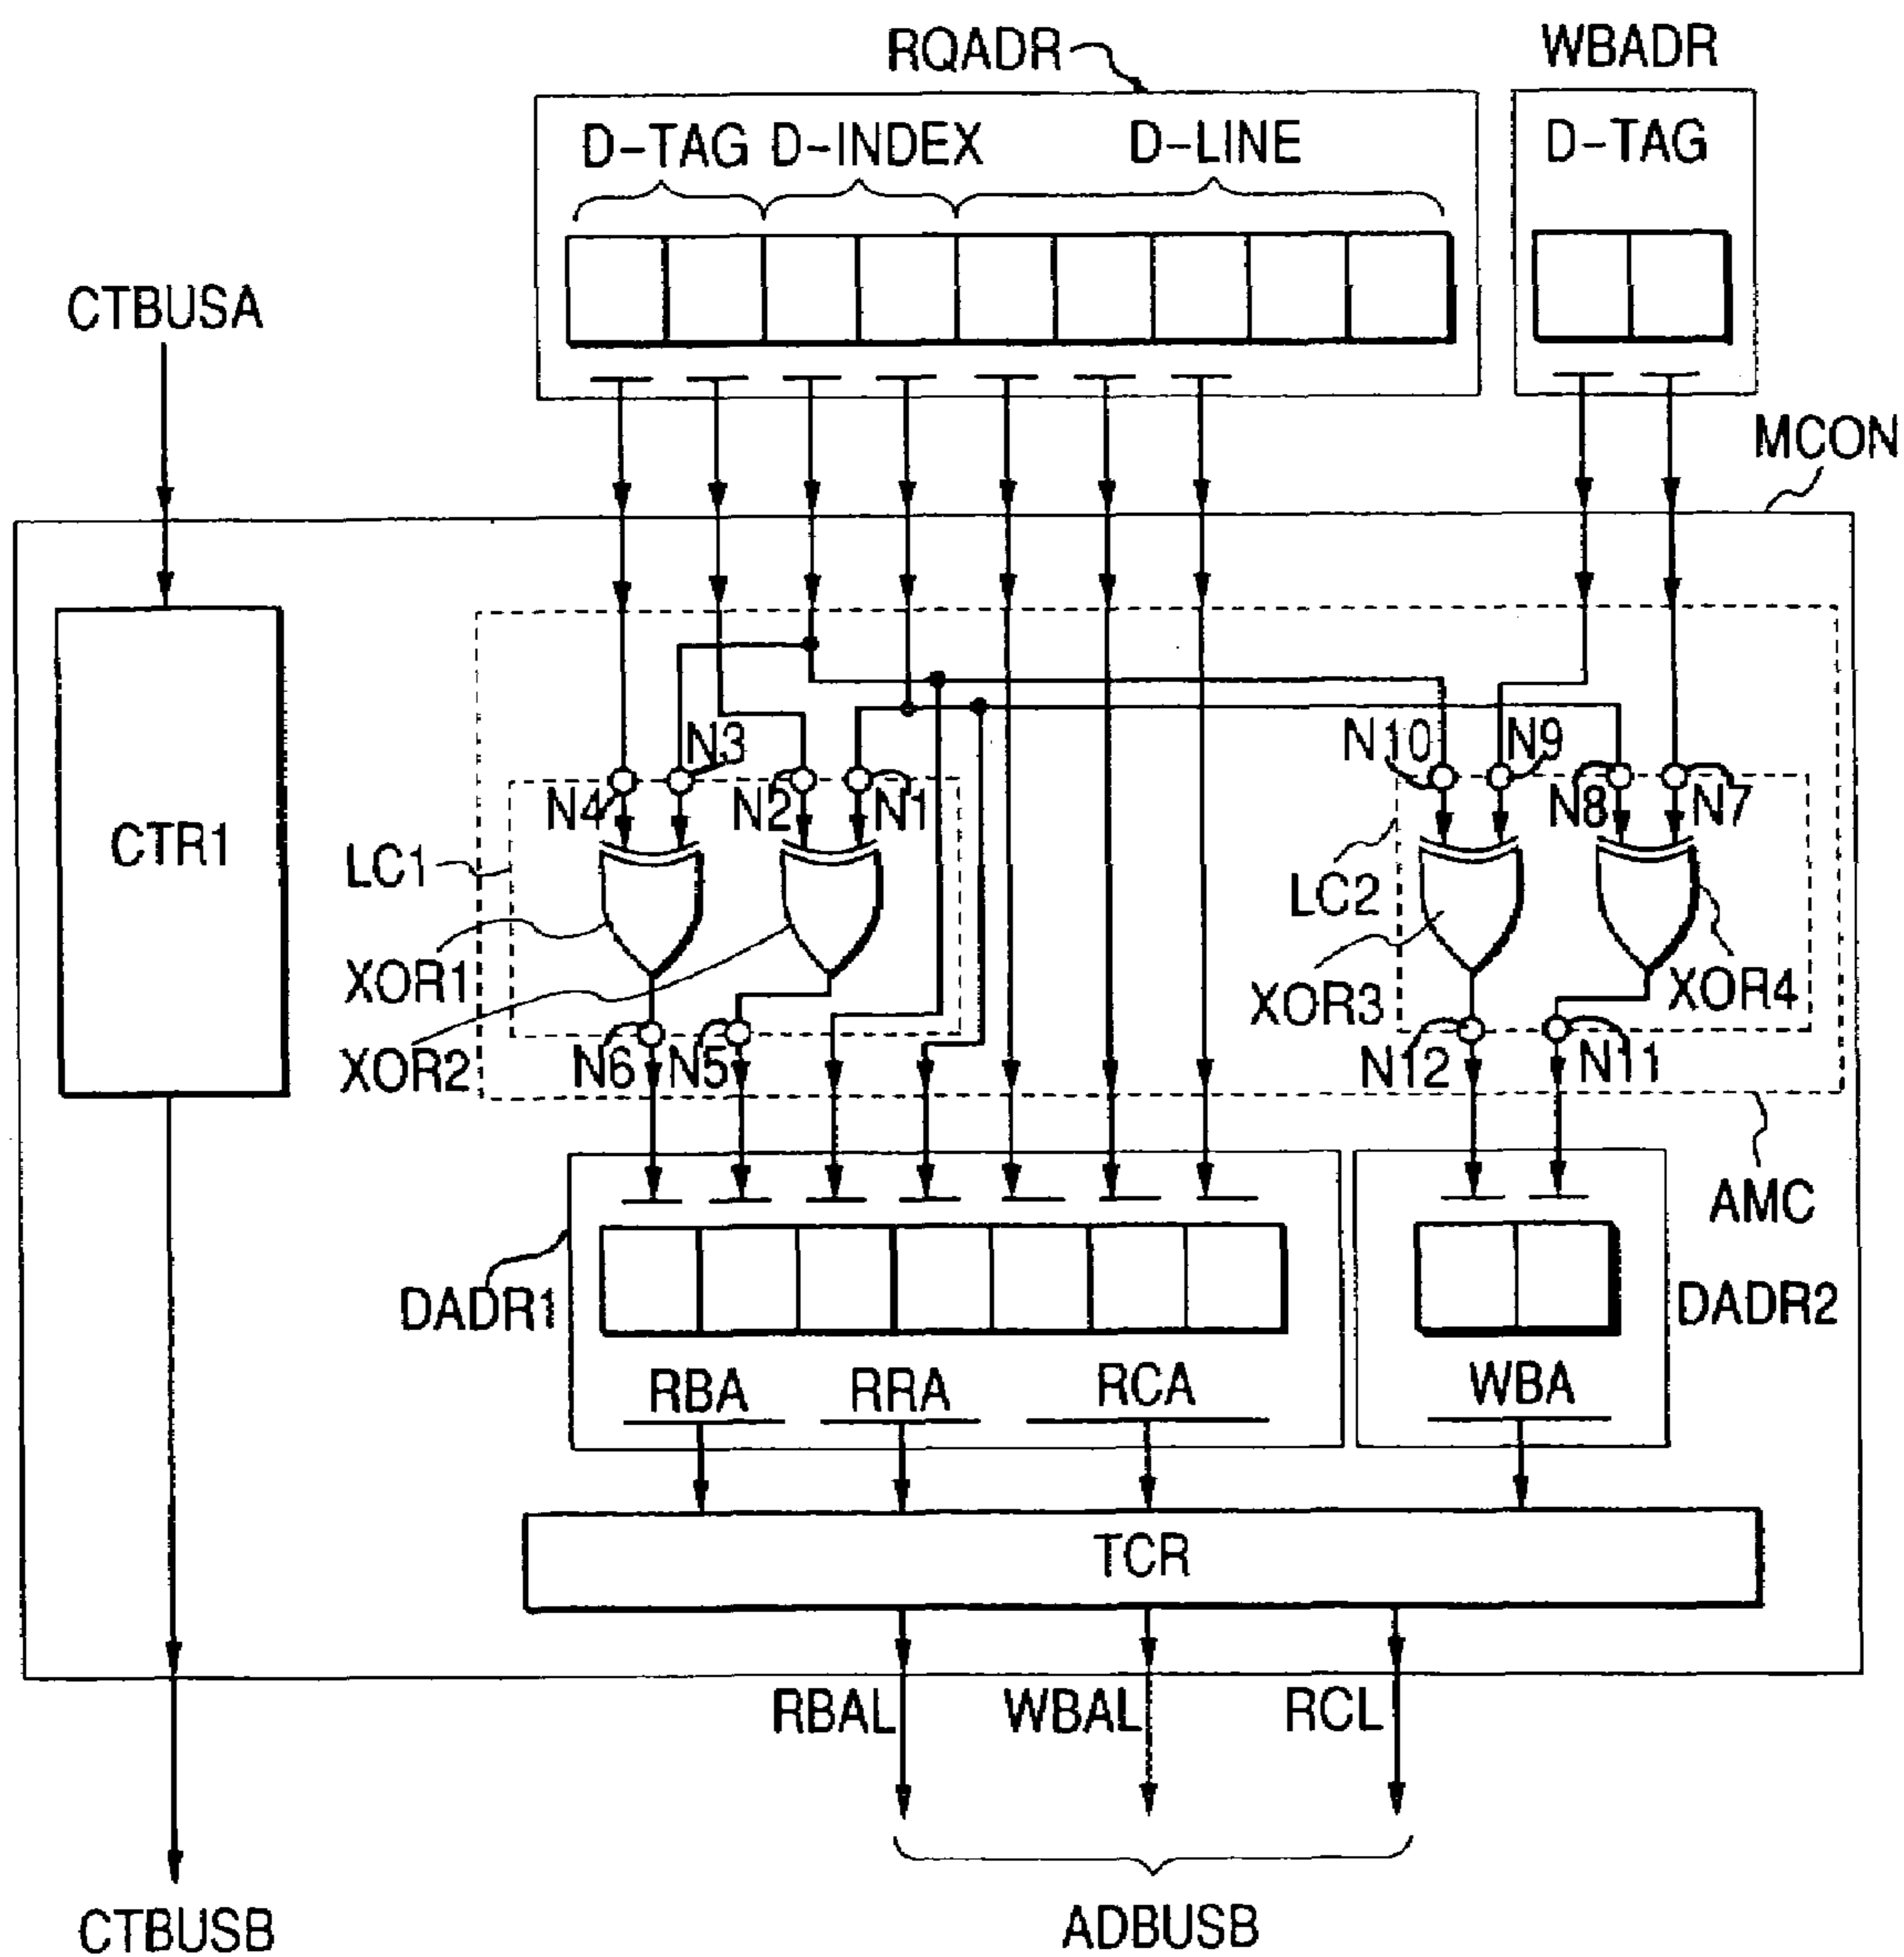 RQADR
WBADR
D-TAG D-INDEX D-LINE
D-TAG
CTBUSA
MCON
N3
N10
N9
N4
N2
N1
N8
N7
CTR1
LC1
LC2
XOR1
XOR3
XOR4
XOR2
N6
N5
N12
N11
AMC
DADR1
DADR2
RBA
RRA
RCA
WBA
TCR
RBAL
WBAL
RCL
CTBUSB
ADBUSB